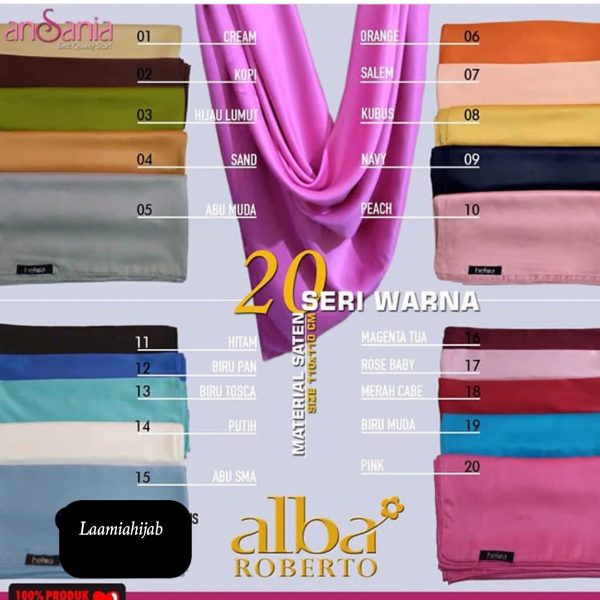 anSania
Best Quality Scarf
01 CREAM
02 KOPI
03 HIJAU LUMUT
04 SAND
05 ABU MUDA
ORANGE 06
SALEM 07
KUBUS 08
NAVY 09
PEACH 10
20 SERI WARNA
MATERIAL SATEN
SIZE 110x110 CM
11 HITAM
12 BIRU PAN
13 BIRU TOSCA
14 PUTIH
15 ABU SMA
MAGENTA TUA 16
ROSE BABY 17
MERAH CABE 18
BIRU MUDA 19
PINK 20
Laamiahijab
alba
ROBERTO
100% PRODUK